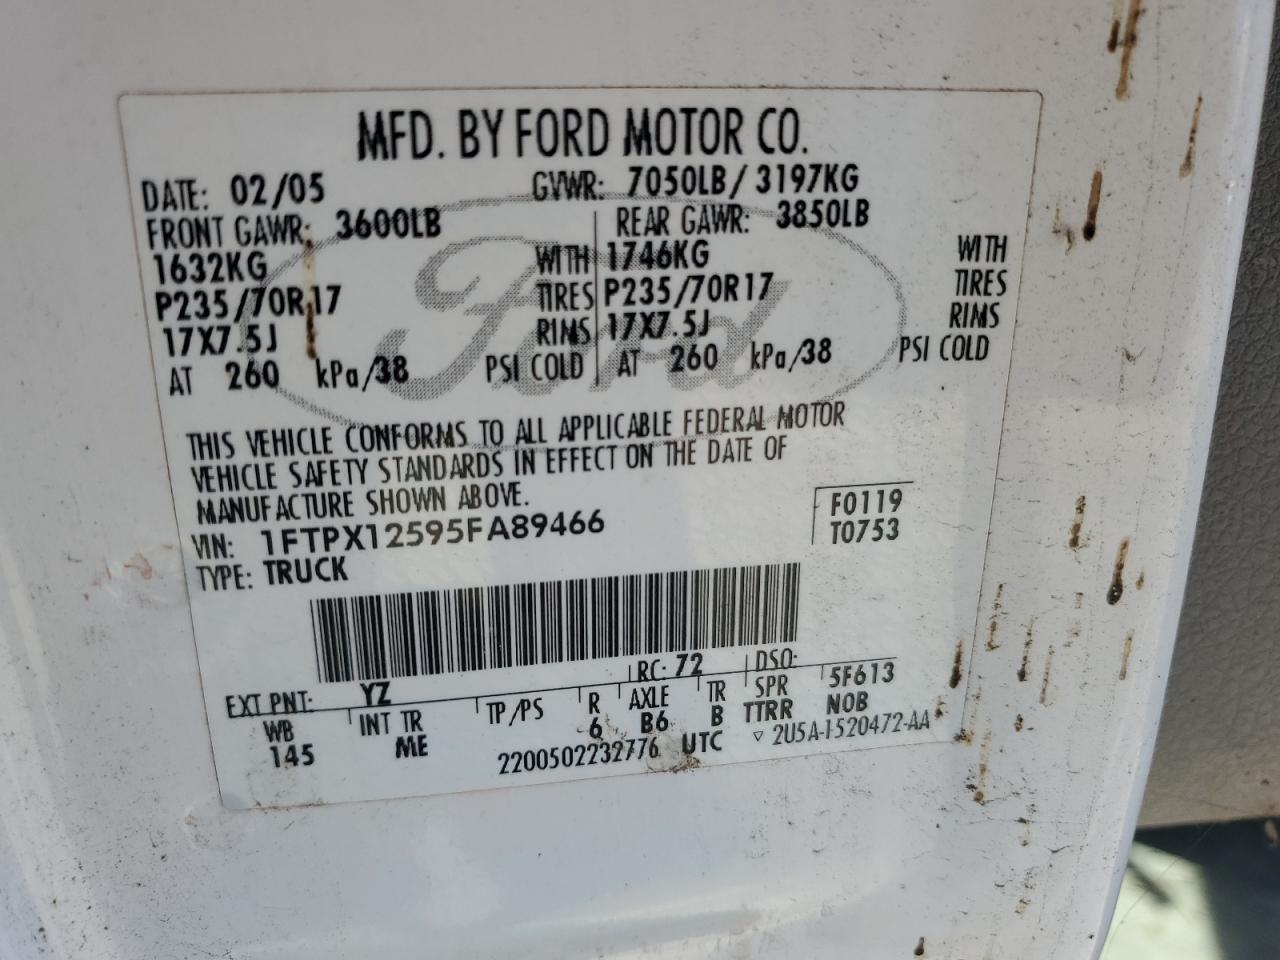 MFD. BY FORD MOTOR CO.
DATE: 02/05 GVWR: 7050LB/ 3197KG
FRONT GAWR: 3600LB REAR GAWR: 3850LB
1632KG WITH 1746KG WITH
P235/70R17 TIRES P235/70R17 TIRES
17X7.5J RIMS 17X7.5J RIMS
AT 260 kPa/38 PSI COLD AT 260 kPa/38 PSI COLD
Ford
THIS VEHICLE CONFORMS TO ALL APPLICABLE FEDERAL MOTOR
VEHICLE SAFETY STANDARDS IN EFFECT ON THE DATE OF
MANUFACTURE SHOWN ABOVE.
VIN: 1FTPX12595FA89466
TYPE: TRUCK
F0119
T0753
EXT PNT: YZ RC: 72 DSO:
WB INT TR TP/PS R AXLE TR SPR 5F613
145 ME 6 B6 B TTRR NOB
2200502232776 UTC ▽ 2U5A-1520472-AA